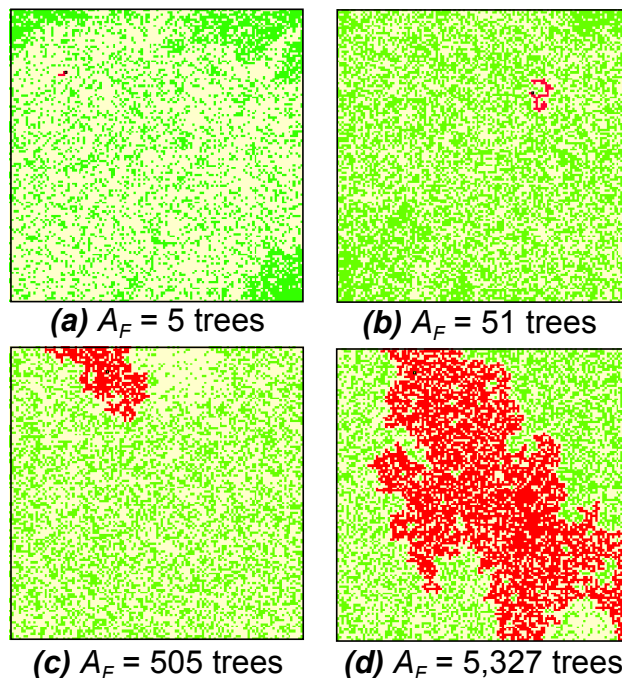 (a) A_F = 5 trees
(b) A_F = 51 trees
(c) A_F = 505 trees
(d) A_F = 5,327 trees